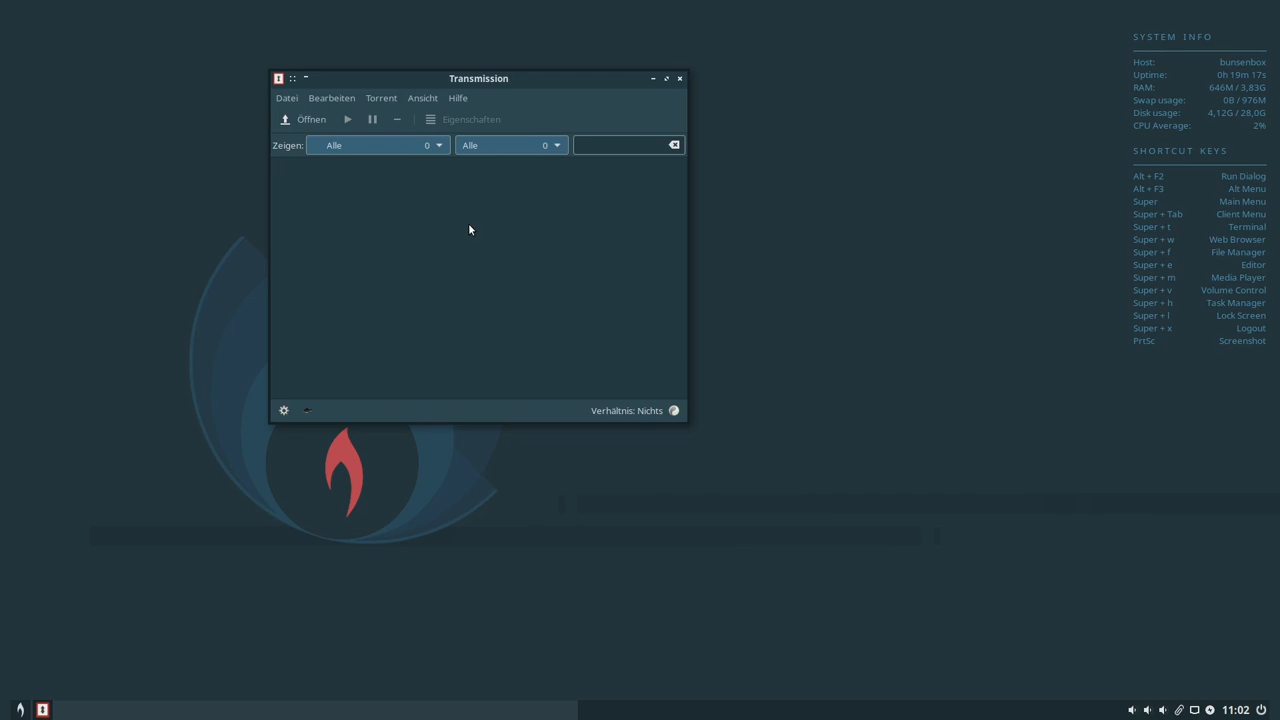 Transmission
Datei Bearbeiten Torrent Ansicht Hilfe
Öffnen Eigenschaften
Zeigen: Alle 0 Alle 0
Verhältnis: Nichts
SYSTEM INFO
Host: bunsenbox
Uptime: 0h 19m 17s
RAM: 646M / 3,83G
Swap usage: 0B / 976M
Disk usage: 4,12G / 28,0G
CPU Average: 2%
SHORTCUT KEYS
Alt + F2 Run Dialog
Alt + F3 Alt Menu
Super Main Menu
Super + Tab Client Menu
Super + t Terminal
Super + w Web Browser
Super + f File Manager
Super + e Editor
Super + m Media Player
Super + v Volume Control
Super + h Task Manager
Super + l Lock Screen
Super + x Logout
PrtSc Screenshot
11:02